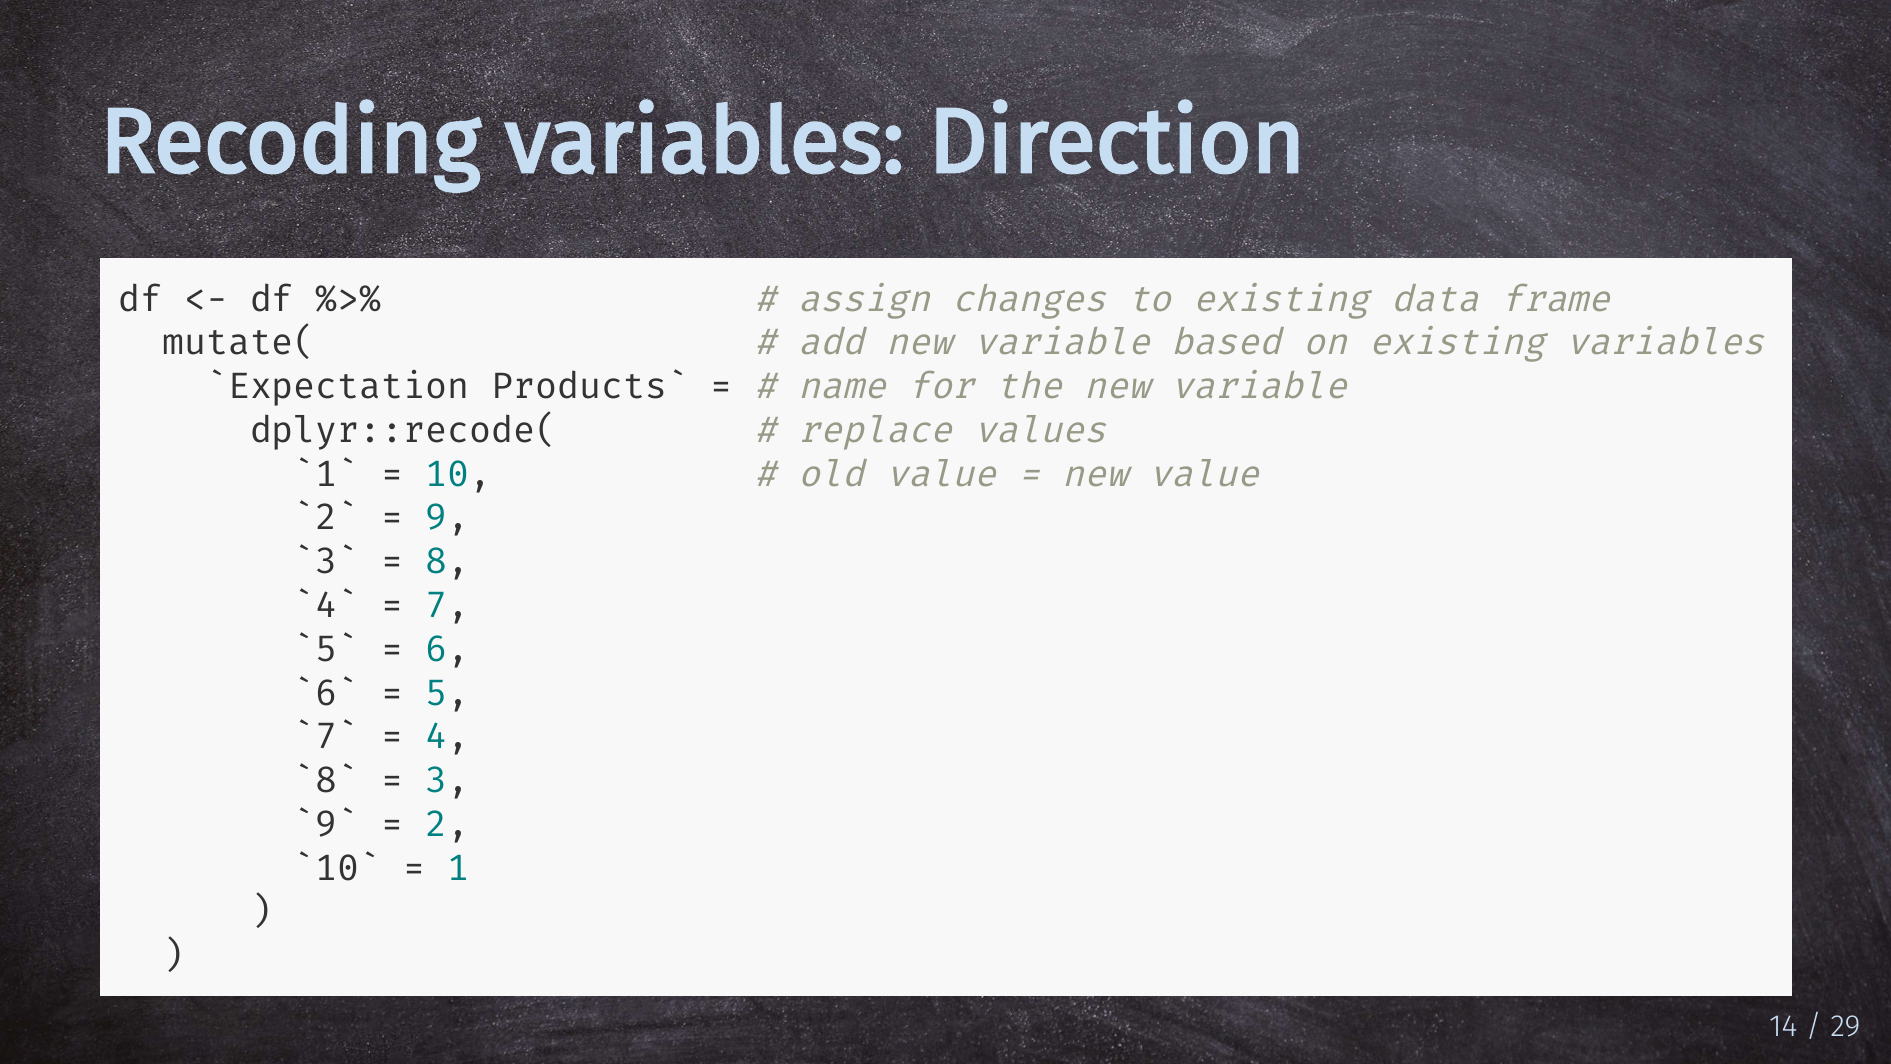 Recoding variables: Direction
df <- df %>%                 # assign changes to existing data frame
  mutate(                    # add new variable based on existing variables
    `Expectation Products` = # name for the new variable
      dplyr::recode(         # replace values
        `1` = 10,            # old value = new value
        `2` = 9,
        `3` = 8,
        `4` = 7,
        `5` = 6,
        `6` = 5,
        `7` = 4,
        `8` = 3,
        `9` = 2,
        `10` = 1
      )
  )
14 / 29